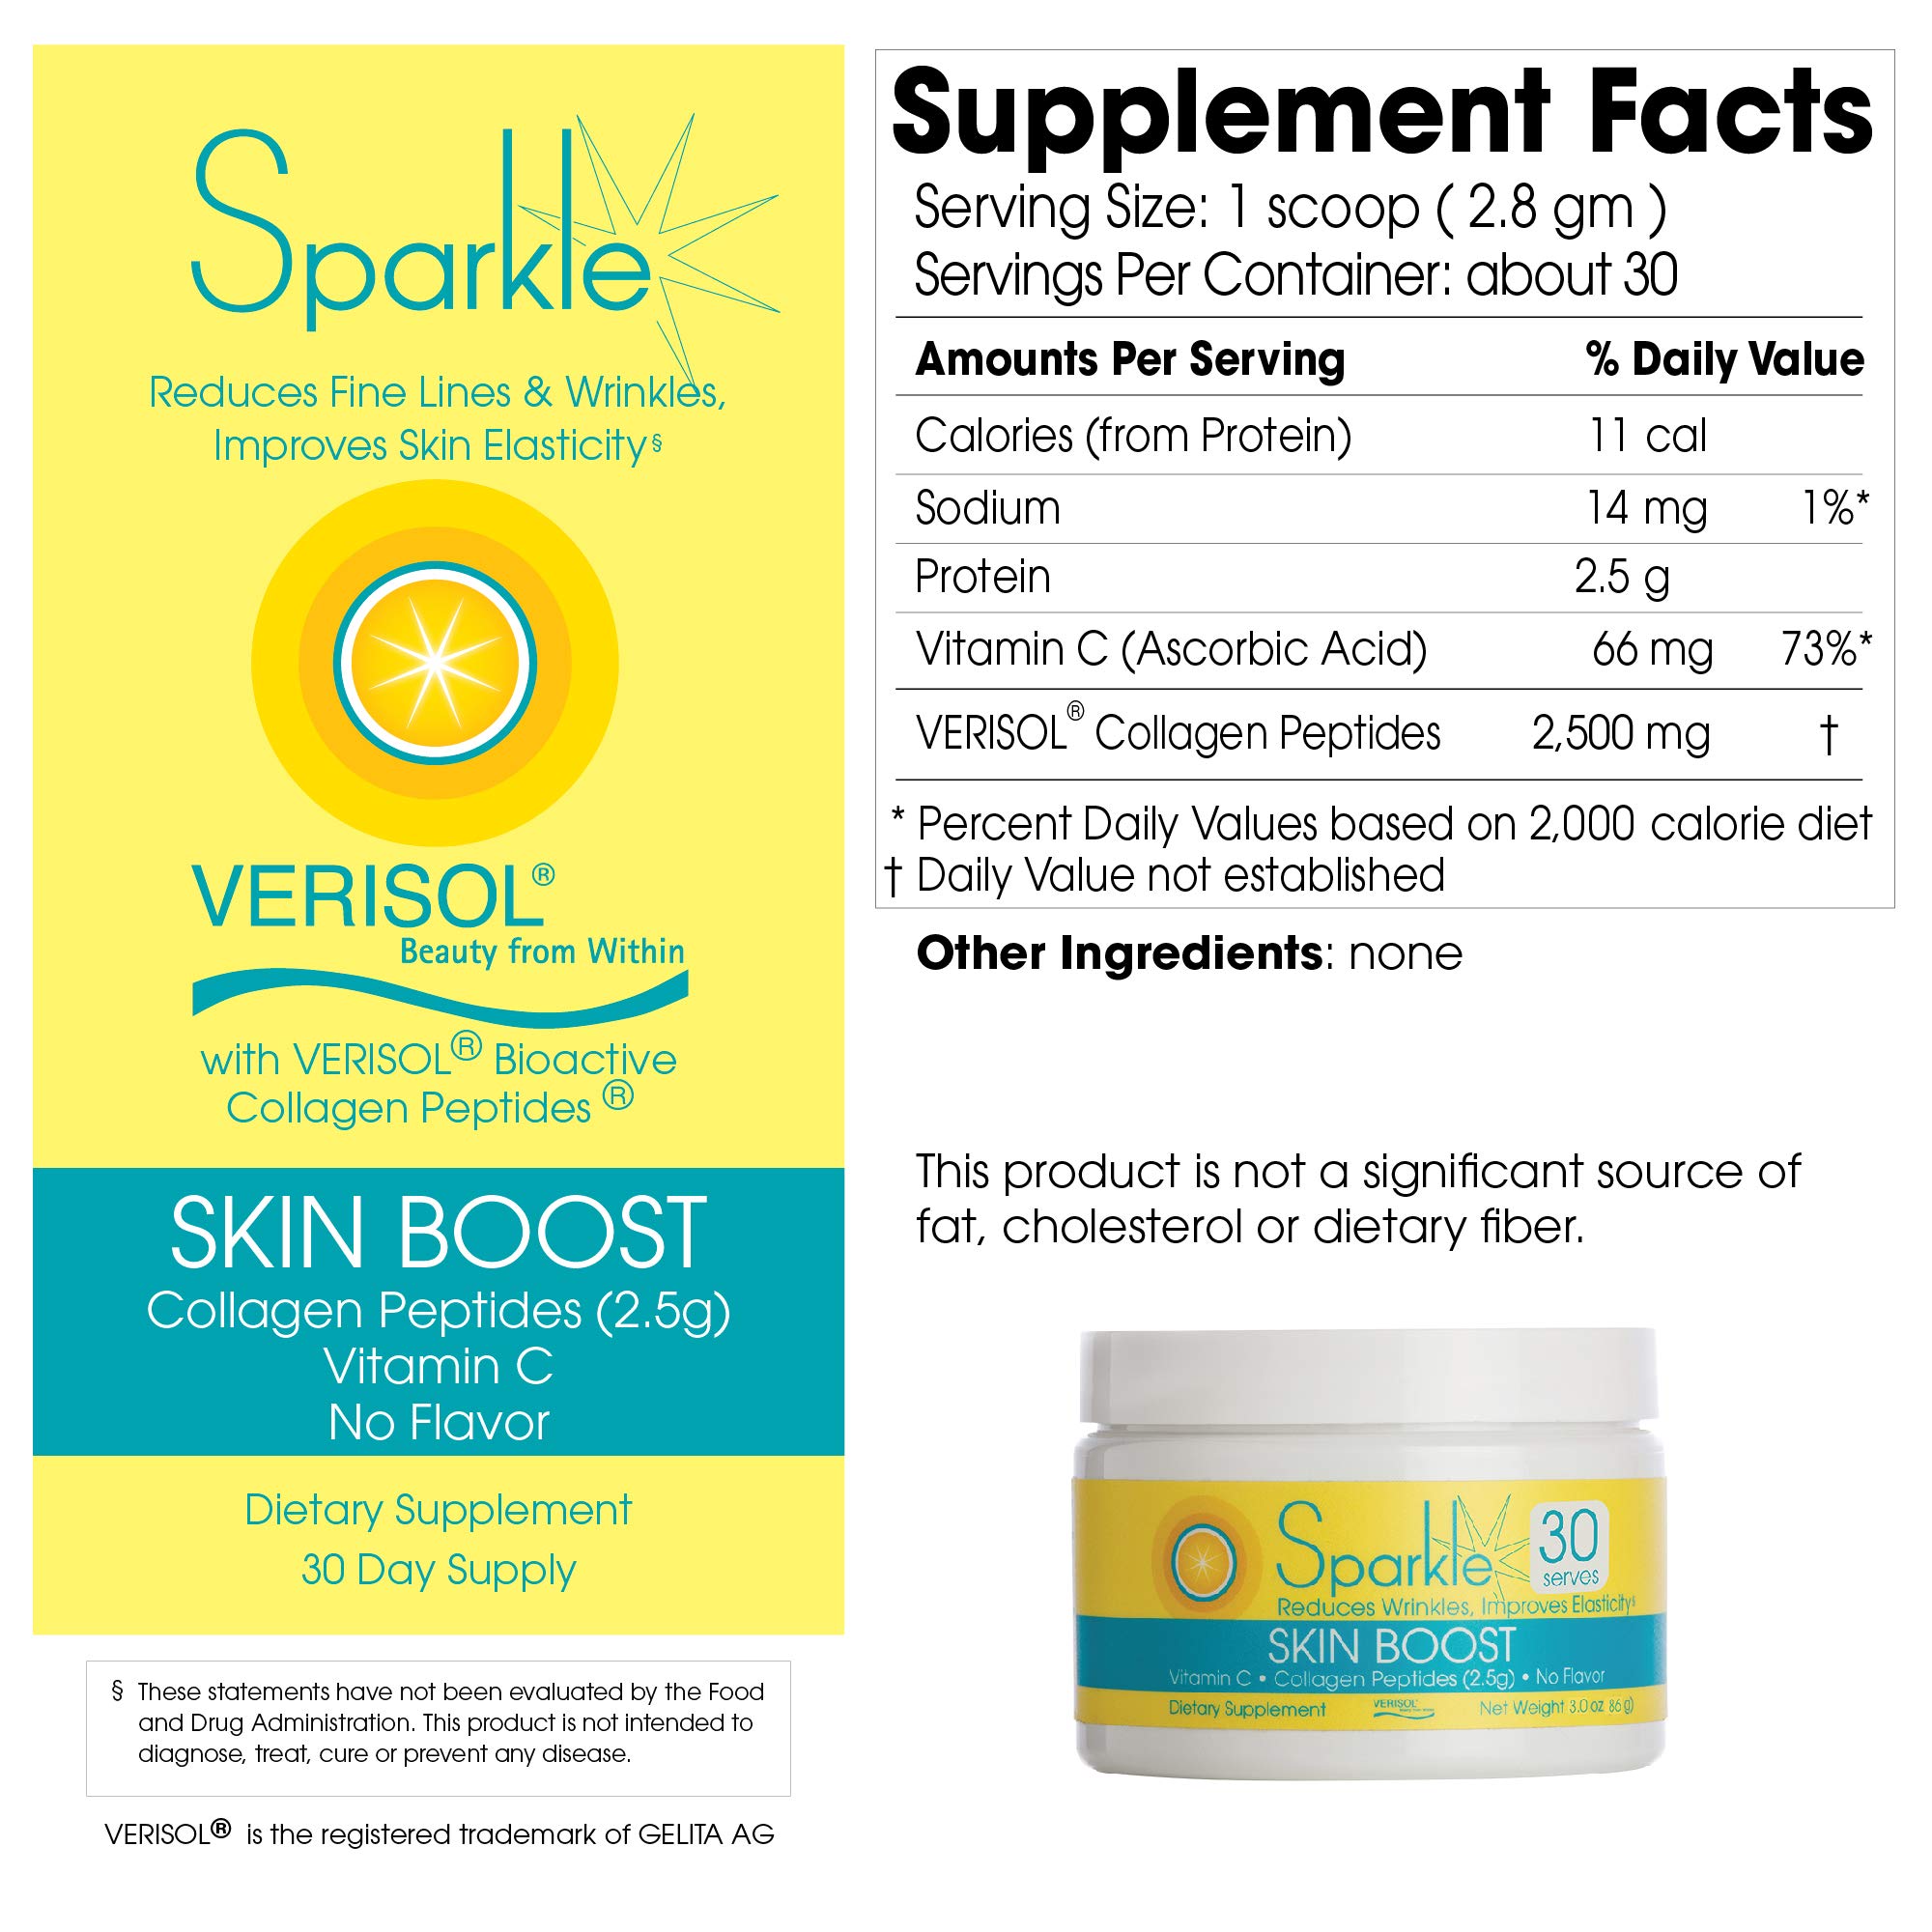 Sparkle
Reduces Fine Lines & Wrinkles,
Improves Skin Elasticity§
VERISOL®
Beauty from Within
with VERISOL® Bioactive
Collagen Peptides ®
SKIN BOOST
Collagen Peptides (2.5g)
Vitamin C
No Flavor
Dietary Supplement
30 Day Supply
§ These statements have not been evaluated by the Food
and Drug Administration. This product is not intended to
diagnose, treat, cure or prevent any disease.
VERISOL® is the registered trademark of GELITA AG
Supplement Facts
Serving Size: 1 scoop ( 2.8 gm )
Servings Per Container: about 30
Amounts Per Serving % Daily Value
Calories (from Protein) 11 cal
Sodium 14 mg 1%*
Protein 2.5 g
Vitamin C (Ascorbic Acid) 66 mg 73%*
VERISOL® Collagen Peptides 2,500 mg †
* Percent Daily Values based on 2,000 calorie diet
† Daily Value not established
Other Ingredients: none
This product is not a significant source of
fat, cholesterol or dietary fiber.
Sparkle
30
serves
Reduces Wrinkles, Improves Elasticity§
SKIN BOOST
Vitamin C • Collagen Peptides (2.5g) • No Flavor
Dietary Supplement VERISOL® Net Weight 3.0 oz 86 g)